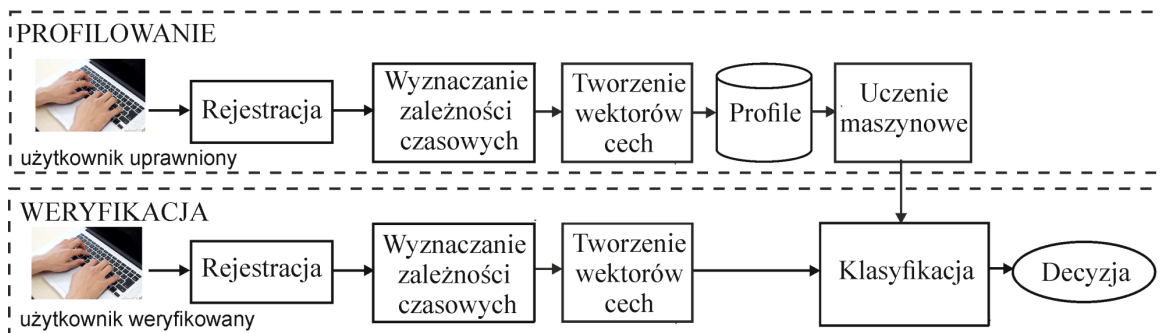 PROFILOWANIE
użytkownik uprawniony
Rejestracja
Wyznaczanie
zależności
czasowych
Tworzenie
wektorów
cech
Profile
Uczenie
maszynowe
WERYFIKACJA
użytkownik weryfikowany
Rejestracja
Wyznaczanie
zależności
czasowych
Tworzenie
wektorów
cech
Klasyfikacja
Decyzja